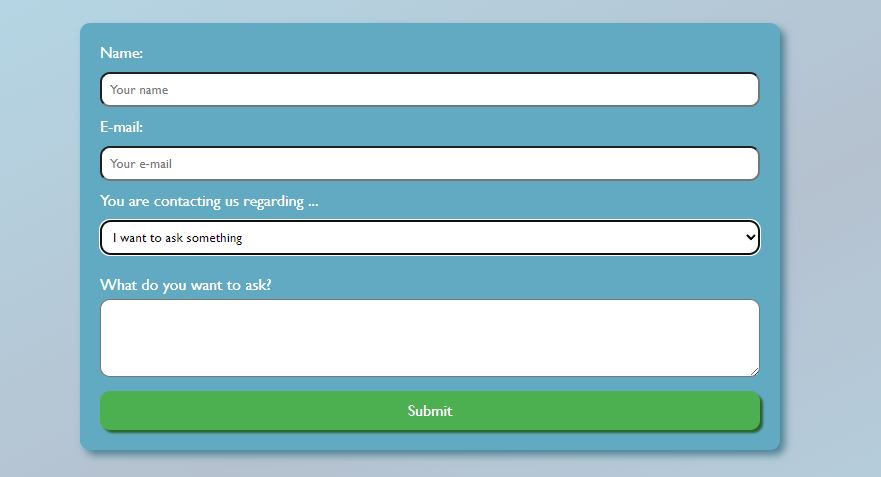 Name:
Your name
E-mail:
Your e-mail
You are contacting us regarding ...
I want to ask something
What do you want to ask?
Submit